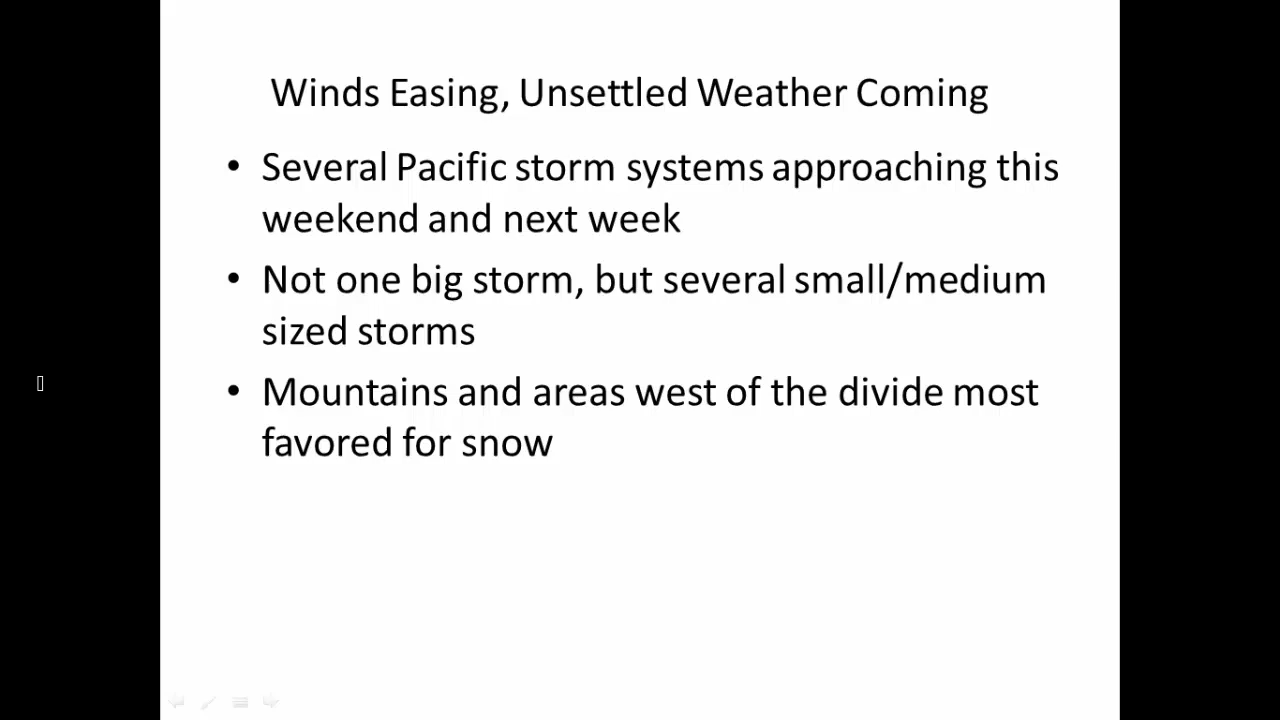 Winds Easing, Unsettled Weather Coming
• Several Pacific storm systems approaching this
weekend and next week
• Not one big storm, but several small/medium
sized storms
• Mountains and areas west of the divide most
favored for snow